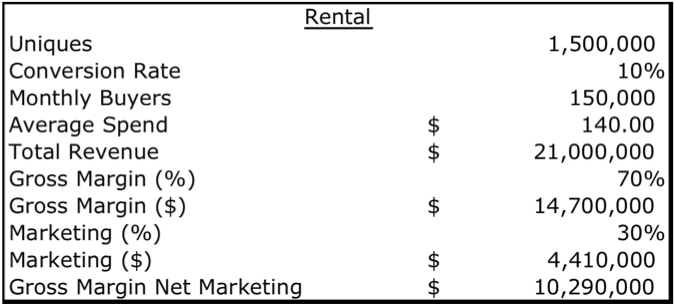 Rental
Uniques 1,500,000
Conversion Rate 10%
Monthly Buyers 150,000
Average Spend $ 140.00
Total Revenue $ 21,000,000
Gross Margin (%) 70%
Gross Margin ($) $ 14,700,000
Marketing (%) 30%
Marketing ($) $ 4,410,000
Gross Margin Net Marketing $ 10,290,000